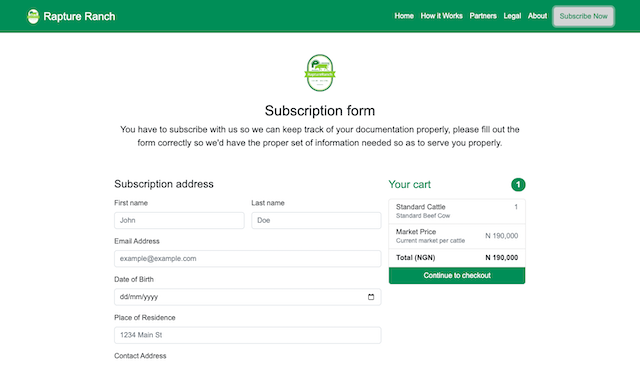 Rapture Ranch
Home How it Works Partners Legal About Subscribe Now
Subscription form
You have to subscribe with us so we can keep track of your documentation properly, please fill out the
form correctly so we'd have the proper set of information needed so as to serve you properly.
Subscription address
First name Last name
John Doe
Email Address
example@example.com
Date of Birth
dd/mm/yyyy
Place of Residence
1234 Main St
Contact Address
Your cart 1
Standard Cattle 1
Standard Beef Cow
Market Price N 190,000
Current market per cattle
Total (NGN) N 190,000
Continue to checkout